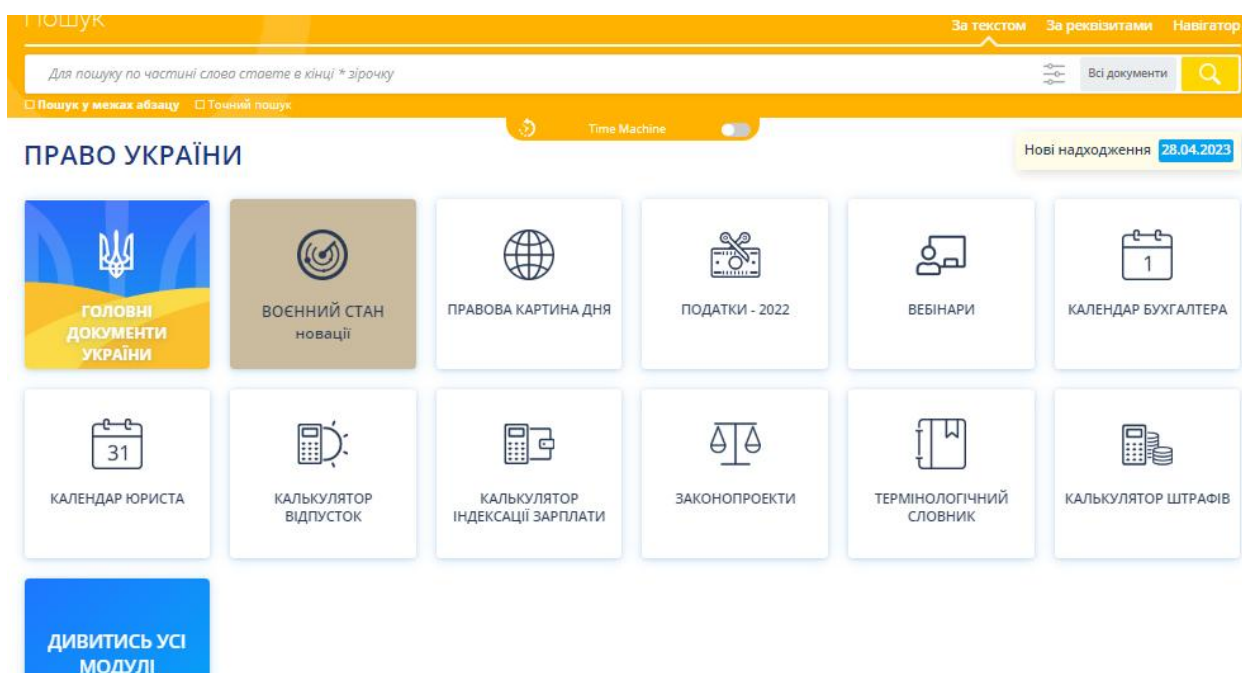 Пошук
За текстом За реквізитами Навігатор
Для пошуку по частині слова ставте в кінці * зірочку
Всі документи
Пошук у межах абзацу Точний пошук
Time Machine
ПРАВО УКРАЇНИ
Нові надходження 28.04.2023
ГОЛОВНІ
ДОКУМЕНТИ
УКРАЇНИ
ВОЄННИЙ СТАН
новації
ПРАВОВА КАРТИНА ДНЯ
ПОДАТКИ - 2022
ВЕБІНАРИ
1
КАЛЕНДАР БУХГАЛТЕРА
31
КАЛЕНДАР ЮРИСТА
КАЛЬКУЛЯТОР
ВІДПУСТОК
КАЛЬКУЛЯТОР
ІНДЕКСАЦІЇ ЗАРПЛАТИ
ЗАКОНОПРОЕКТИ
ТЕРМІНОЛОГІЧНИЙ
СЛОВНИК
КАЛЬКУЛЯТОР ШТРАФІВ
ДИВИТИСЬ УСІ
МОДУЛІ